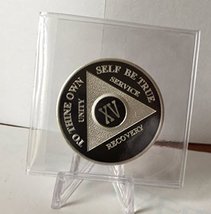 TO THINE OWN SELF BE TRUE
UNITY
SERVICE
RECOVERY
XV